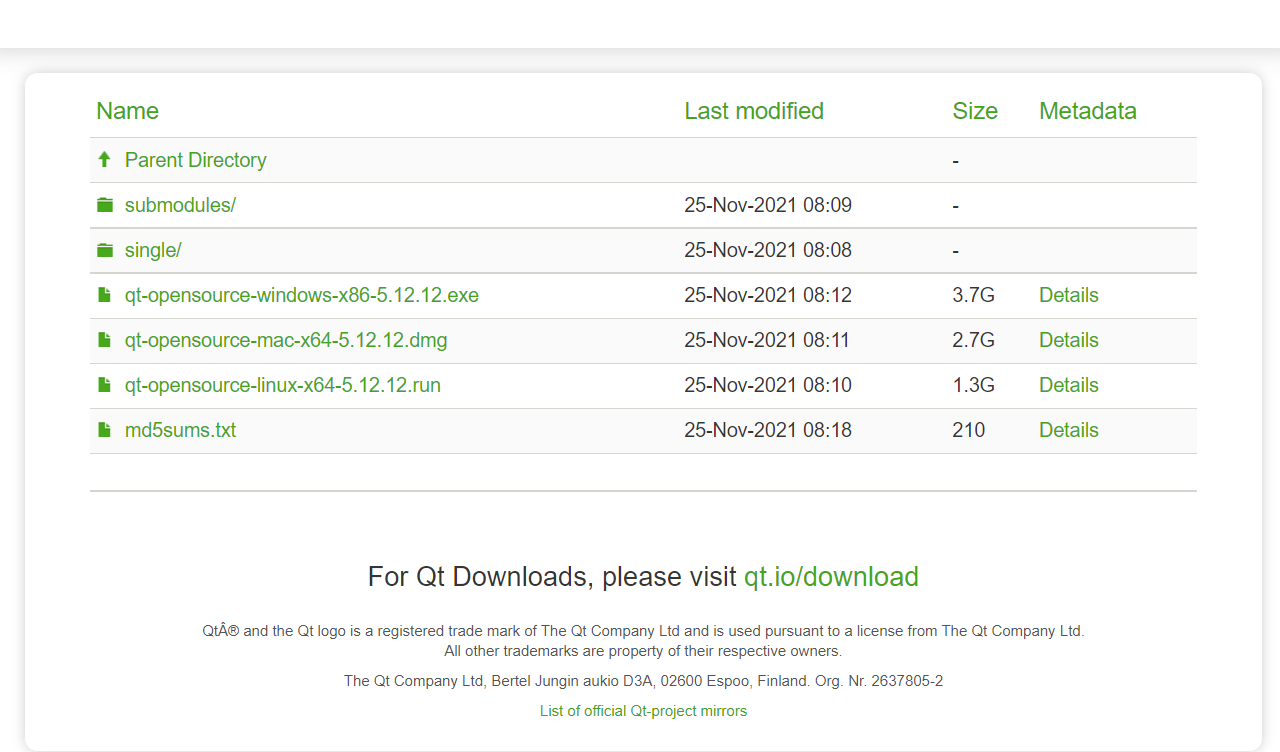 Name Last modified Size Metadata
Parent Directory -
submodules/ 25-Nov-2021 08:09 -
single/ 25-Nov-2021 08:08 -
qt-opensource-windows-x86-5.12.12.exe 25-Nov-2021 08:12 3.7G Details
qt-opensource-mac-x64-5.12.12.dmg 25-Nov-2021 08:11 2.7G Details
qt-opensource-linux-x64-5.12.12.run 25-Nov-2021 08:10 1.3G Details
md5sums.txt 25-Nov-2021 08:18 210 Details
For Qt Downloads, please visit qt.io/download
QtÂ® and the Qt logo is a registered trade mark of The Qt Company Ltd and is used pursuant to a license from The Qt Company Ltd.
All other trademarks are property of their respective owners.
The Qt Company Ltd, Bertel Jungin aukio D3A, 02600 Espoo, Finland. Org. Nr. 2637805-2
List of official Qt-project mirrors